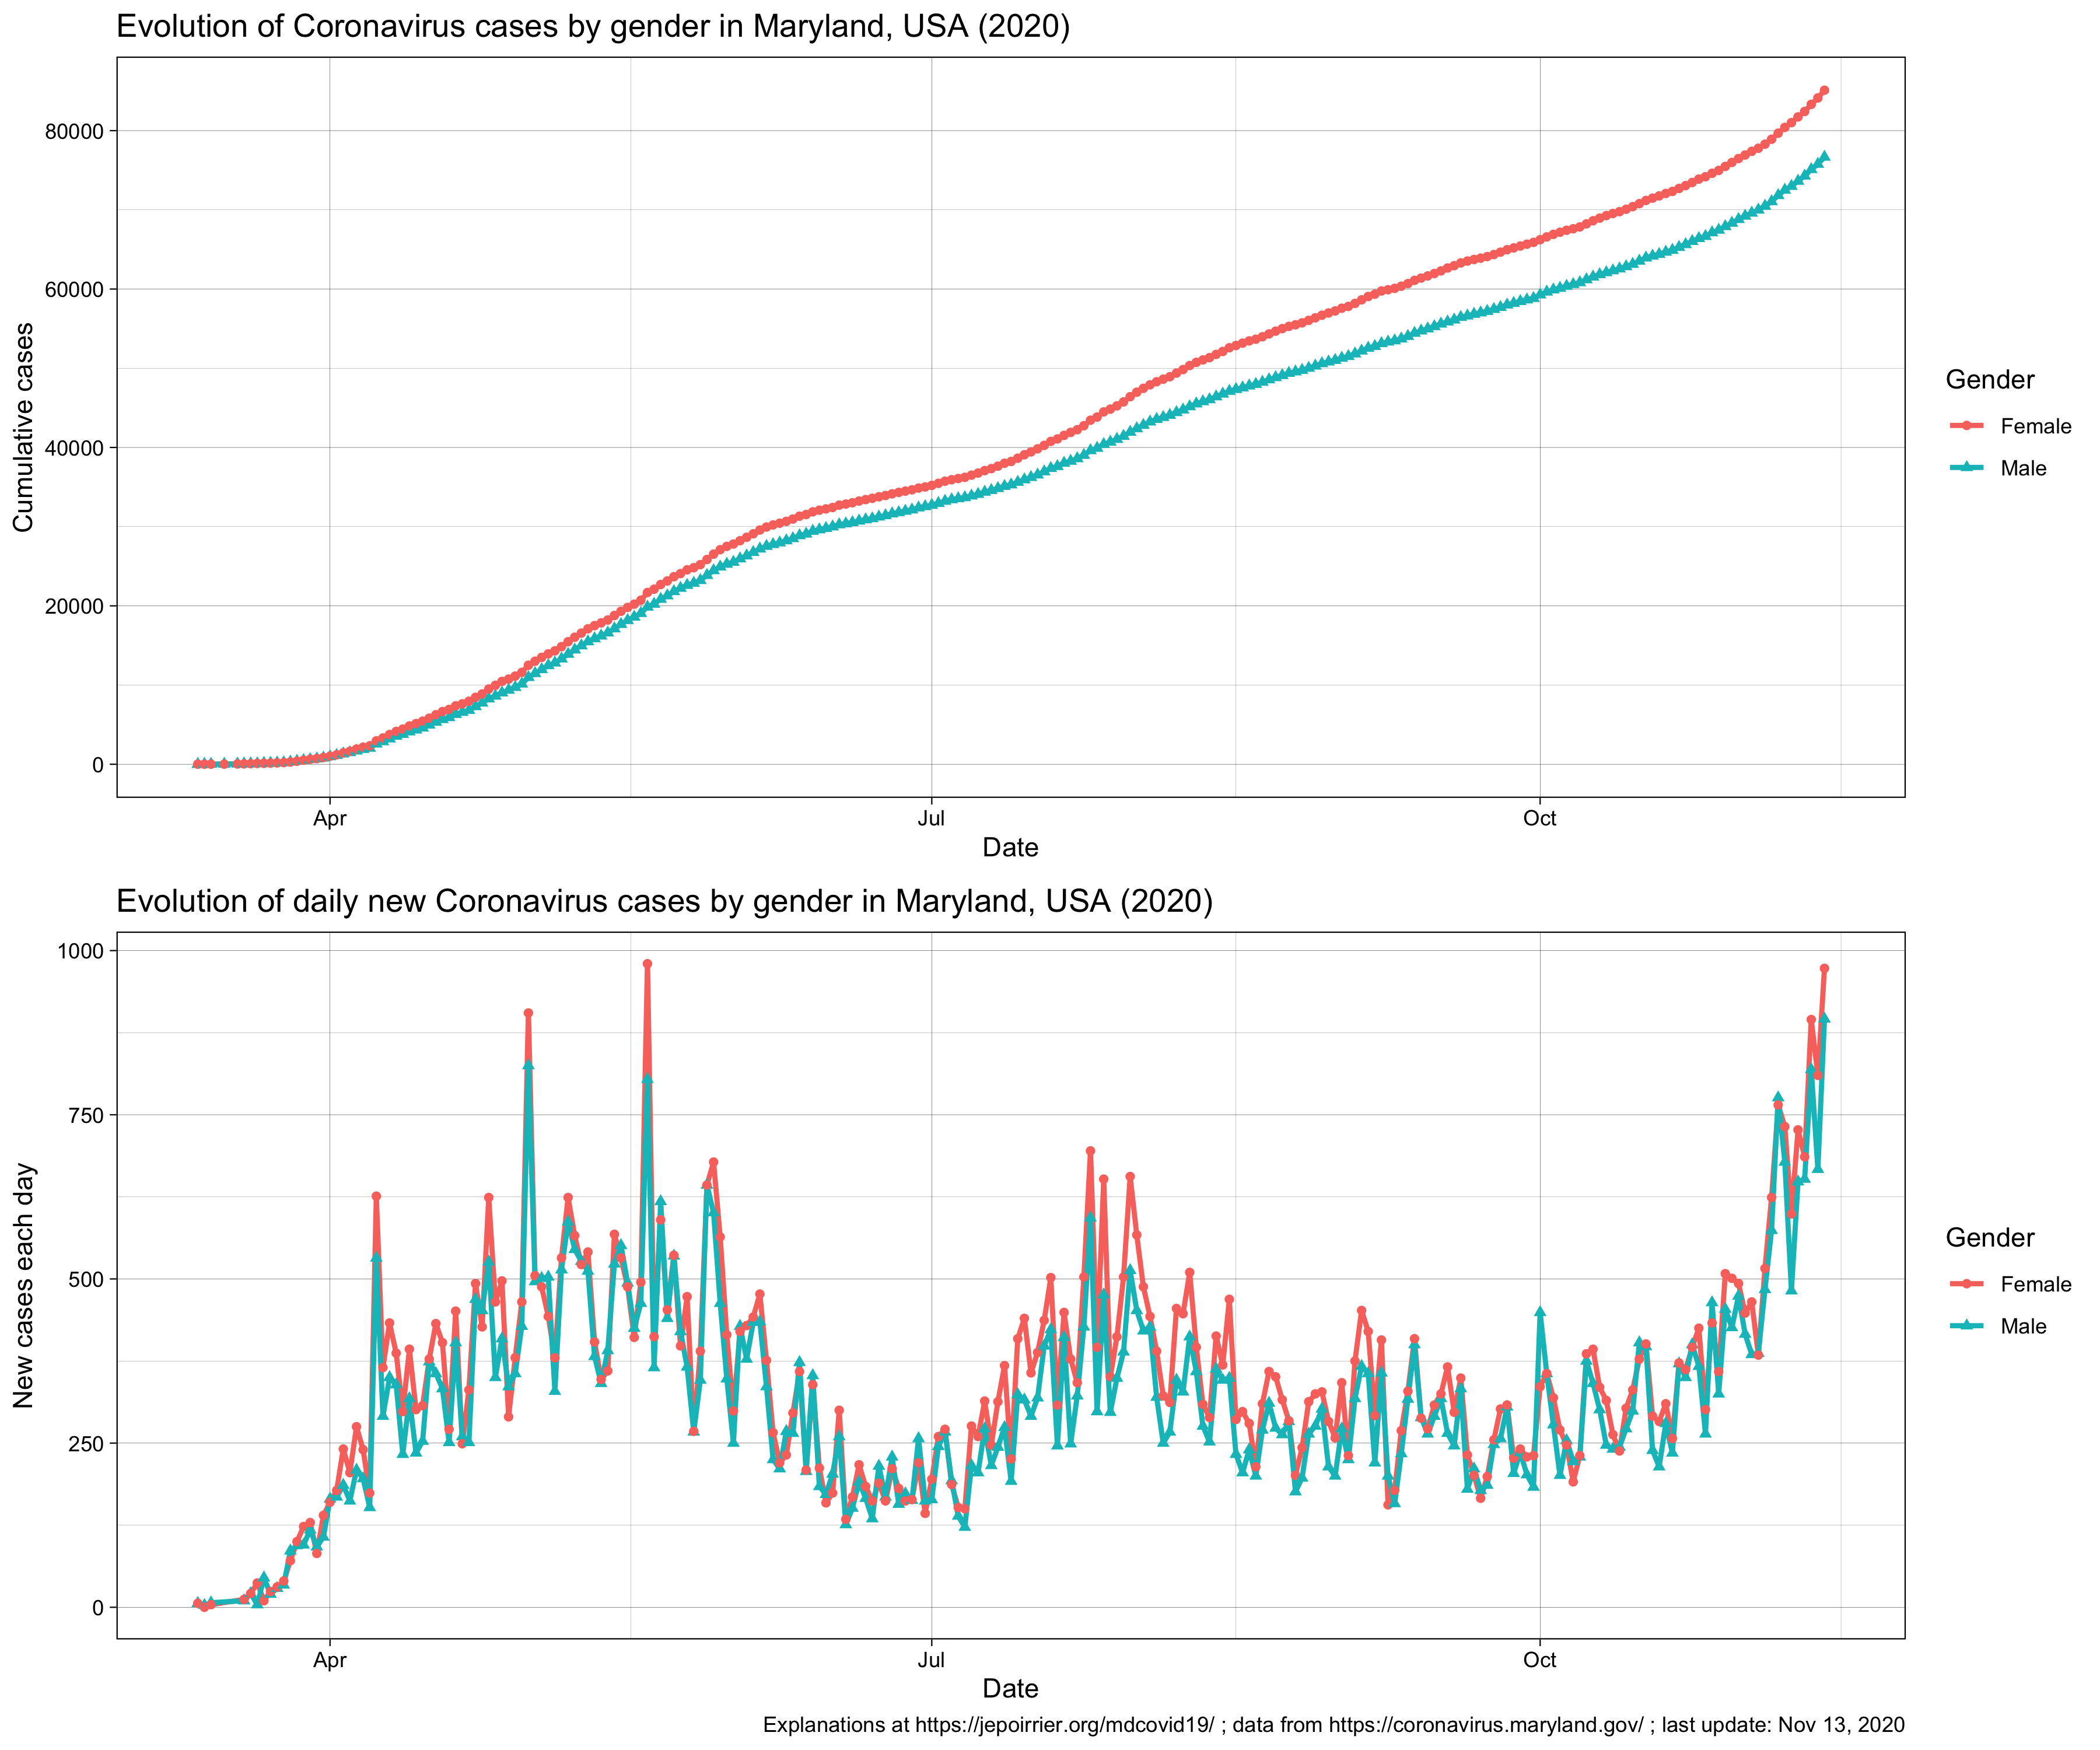 Evolution of Coronavirus cases by gender in Maryland, USA (2020)
80000
60000
40000
20000
0
Cumulative cases
Apr
Jul
Oct
Date
Gender
Female
Male
Evolution of daily new Coronavirus cases by gender in Maryland, USA (2020)
1000
750
500
250
0
New cases each day
Apr
Jul
Oct
Date
Gender
Female
Male
Explanations at https://jepoirrier.org/mdcovid19/ ; data from https://coronavirus.maryland.gov/ ; last update: Nov 13, 2020